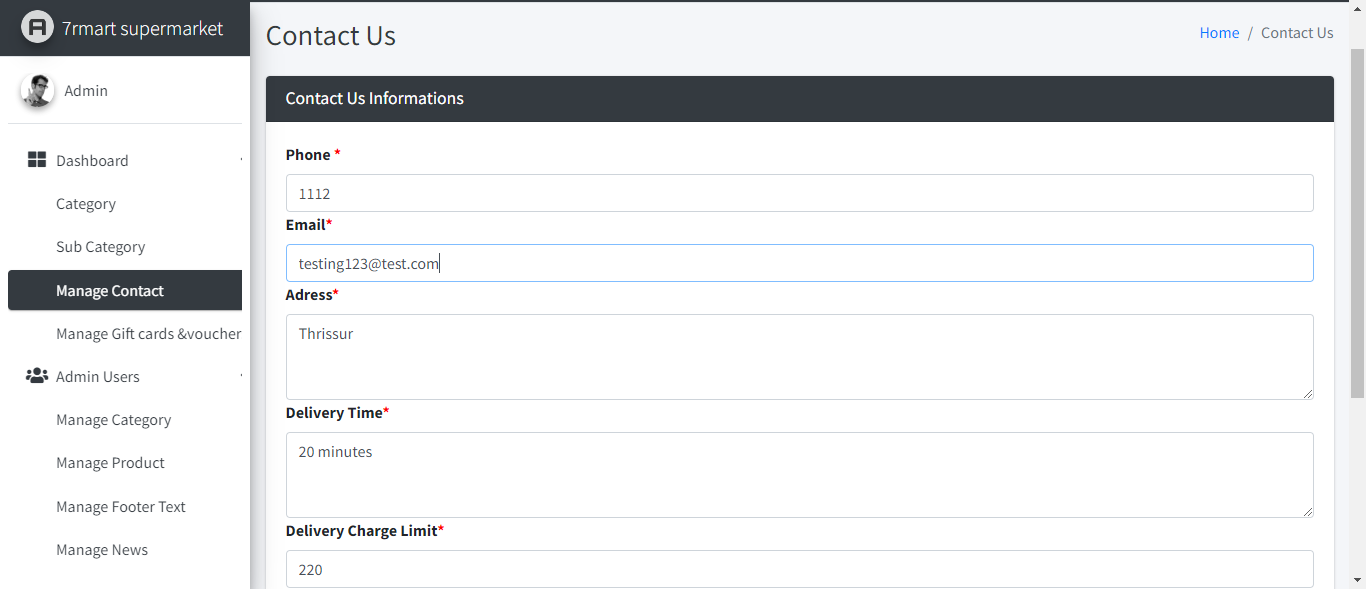 7rmart supermarket
Admin
Dashboard
Category
Sub Category
Manage Contact
Manage Gift cards &voucher
Admin Users
Manage Category
Manage Product
Manage Footer Text
Manage News
Contact Us
Home / Contact Us
Contact Us Informations
Phone *
1112
Email*
testing123@test.com
Adress*
Thrissur
Delivery Time*
20 minutes
Delivery Charge Limit*
220